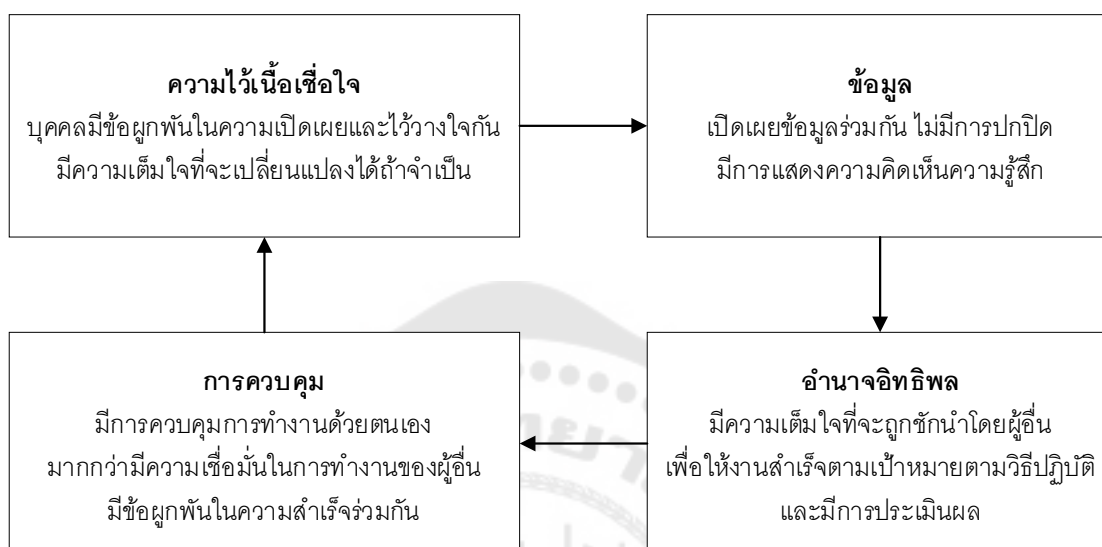 ความไว้เนื้อเชื่อใจ
บุคคลมีข้อผูกพันในความเปิดเผยและไว้วางใจกัน
มีความเต็มใจที่จะเปลี่ยนแปลงได้ถ้าจำเป็น
ข้อมูล
เปิดเผยข้อมูลร่วมกัน ไม่มีการปกปิด
มีการแสดงความคิดเห็นความรู้สึก
การควบคุม
มีการควบคุมการทำงานด้วยตนเอง
มากกว่ามีความเชื่อมั่นในการทำงานของผู้อื่น
มีข้อผูกพันในความสำเร็จร่วมกัน
อำนาจอิทธิพล
มีความเต็มใจที่จะถูกชักนำโดยผู้อื่น
เพื่อให้งานสำเร็จตามเป้าหมายตามวิธีปฏิบัติ
และมีการประเมินผล